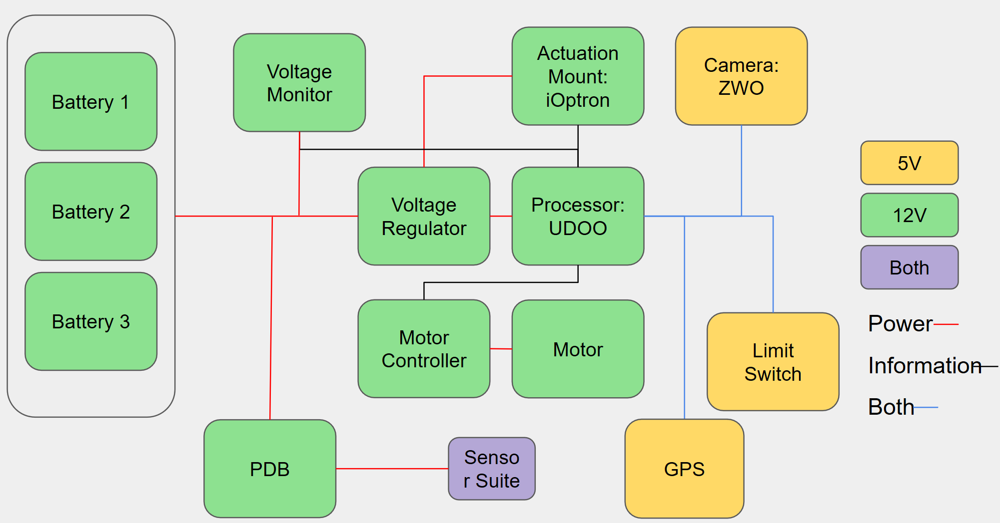 Battery 1
Battery 2
Battery 3
Voltage
Monitor
Actuation
Mount:
iOptron
Camera:
ZWO
Voltage
Regulator
Processor:
UDOO
Motor
Controller
Motor
Limit
Switch
PDB
Senso
r Suite
GPS
5V
12V
Both
Power
Information
Both